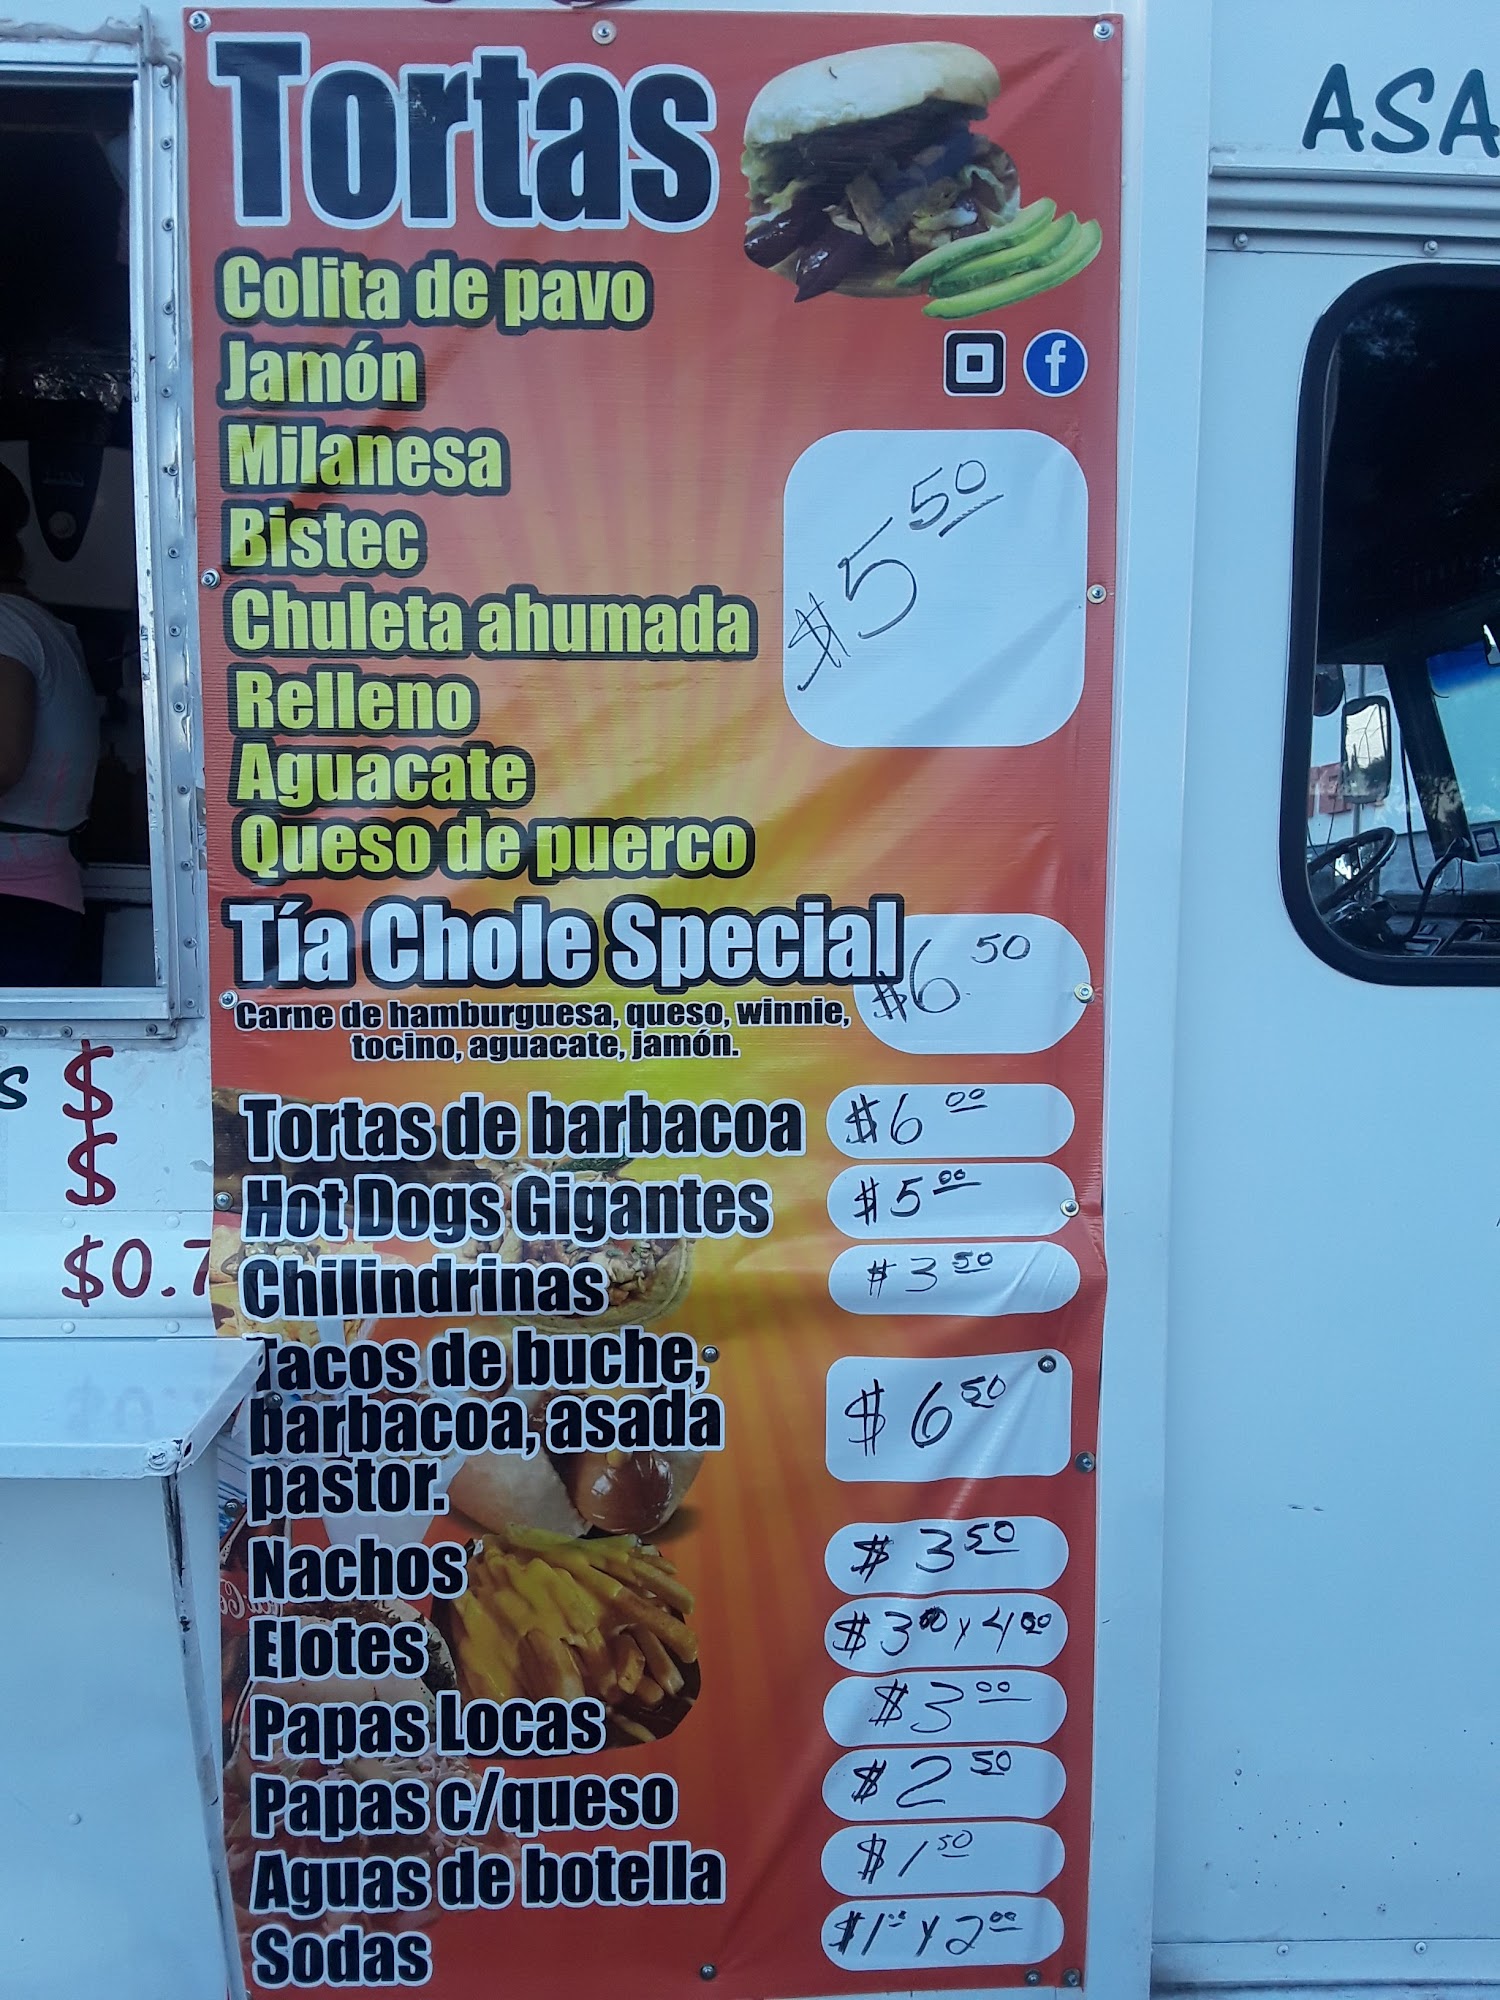 Tortas
ASA
Colita de pavo
Jamón
Milanesa
Bistec
Chuleta ahumada
Relleno
Aguacate
Queso de puerco
$5 50
Tía Chole Special $6 50
Carne de hamburguesa, queso, winnie,
tocino, aguacate, jamón.
S $
$
$0.7
Tortas de barbacoa $6 00
Hot Dogs Gigantes $5 00
Chilindrinas $3 50
Tacos de buche,
barbacoa, asada
pastor.
$6 50
Nachos $3 50
Elotes $3 00 y 4 00
Papas Locas $3 00
Papas c/queso $2 50
Aguas de botella $1 50
Sodas $1 y 2 00